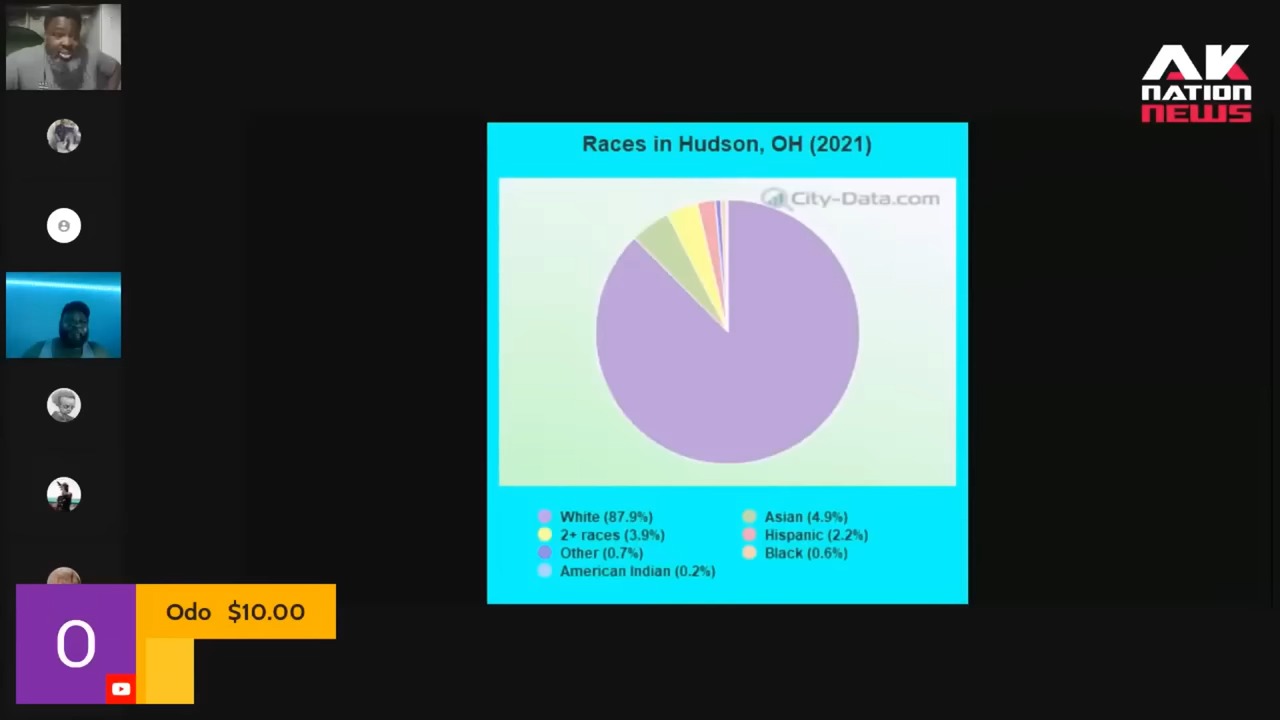 AK
NATION
NEWS
Races in Hudson, OH (2021)
City-Data.com
White (87.9%)
Asian (4.9%)
2+ races (3.9%)
Hispanic (2.2%)
Other (0.7%)
Black (0.6%)
American Indian (0.2%)
Odo $10.00
O